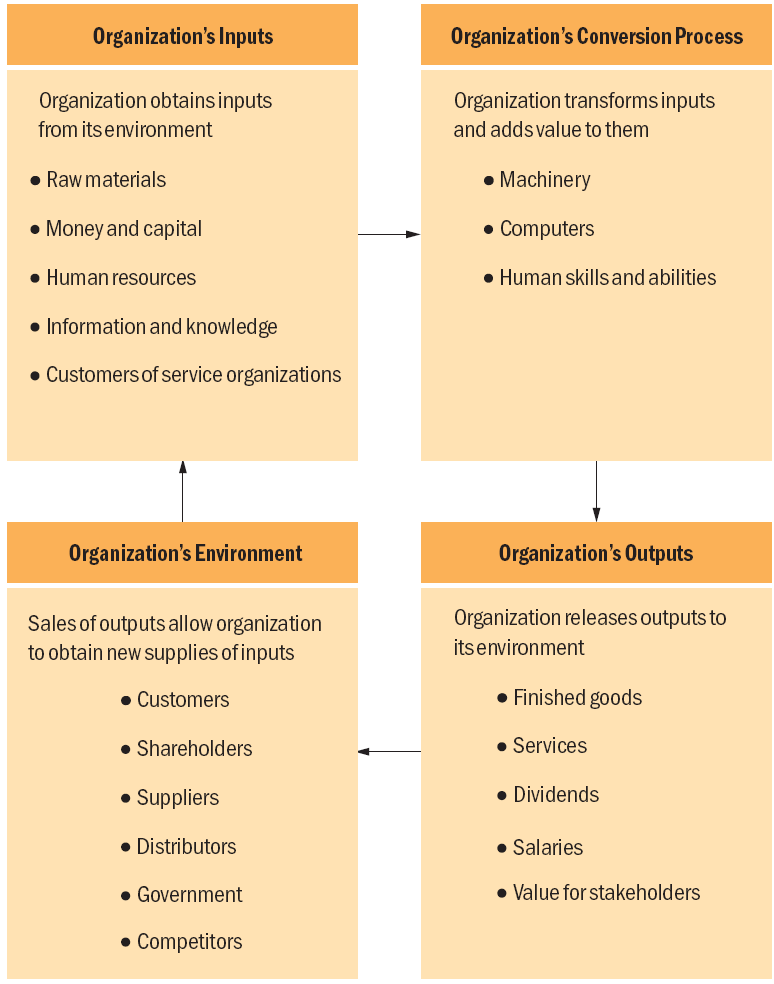 Organization’s Inputs
Organization obtains inputs
from its environment
● Raw materials
● Money and capital
● Human resources
● Information and knowledge
● Customers of service organizations
Organization’s Conversion Process
Organization transforms inputs
and adds value to them
● Machinery
● Computers
● Human skills and abilities
Organization’s Environment
Sales of outputs allow organization
to obtain new supplies of inputs
● Customers
● Shareholders
● Suppliers
● Distributors
● Government
● Competitors
Organization’s Outputs
Organization releases outputs to
its environment
● Finished goods
● Services
● Dividends
● Salaries
● Value for stakeholders